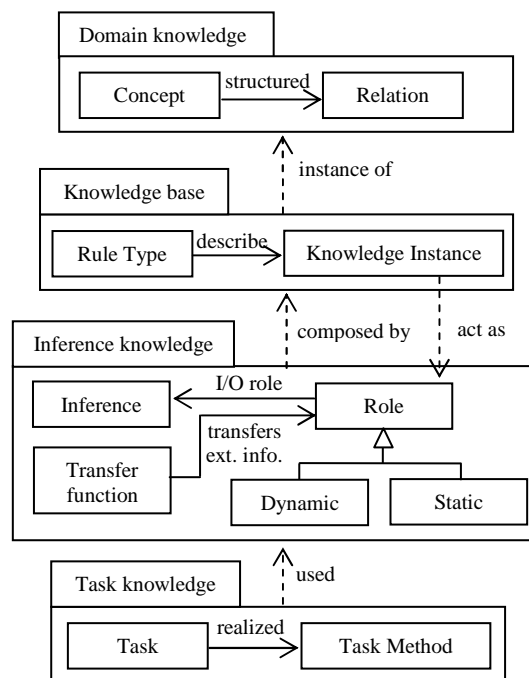 Domain knowledge
structured
Concept
Relation
instance of
Knowledge base
describe
Rule Type
Knowledge Instance
composed by
act as
Inference knowledge
I/O role
Inference
Role
transfers
ext. info.
Transfer
function
Dynamic
Static
used
Task knowledge
realized
Task
Task Method